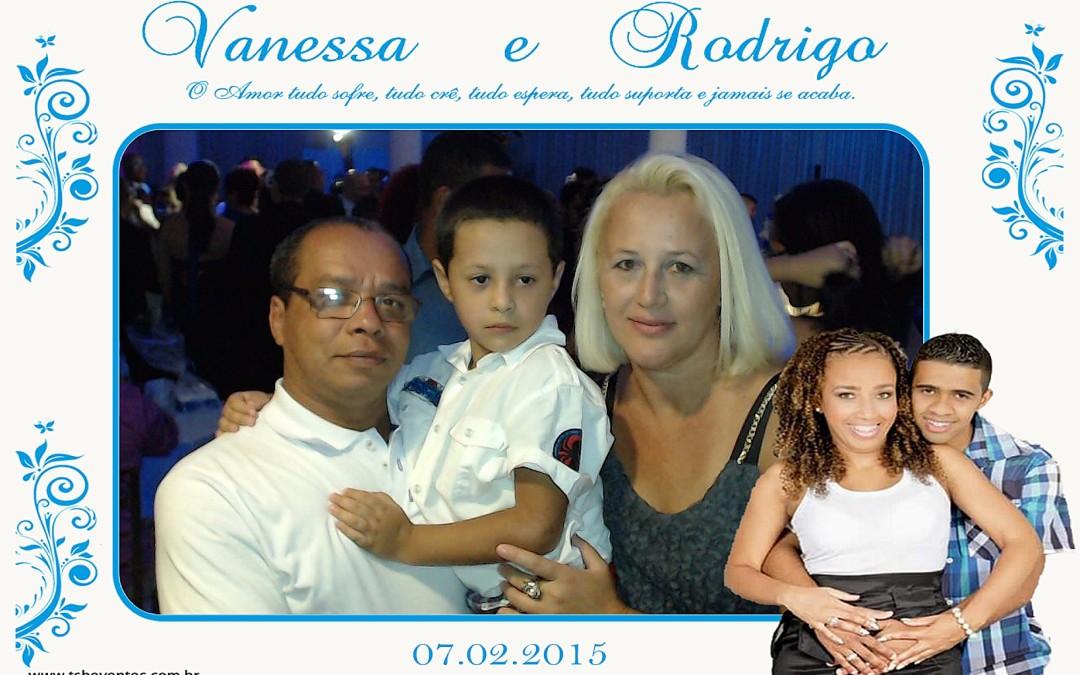 Vanessa e Rodrigo
O Amor tudo sofre, tudo crê, tudo espera, tudo suporta e jamais se acaba.
07.02.2015
www.tsheventos.com.br